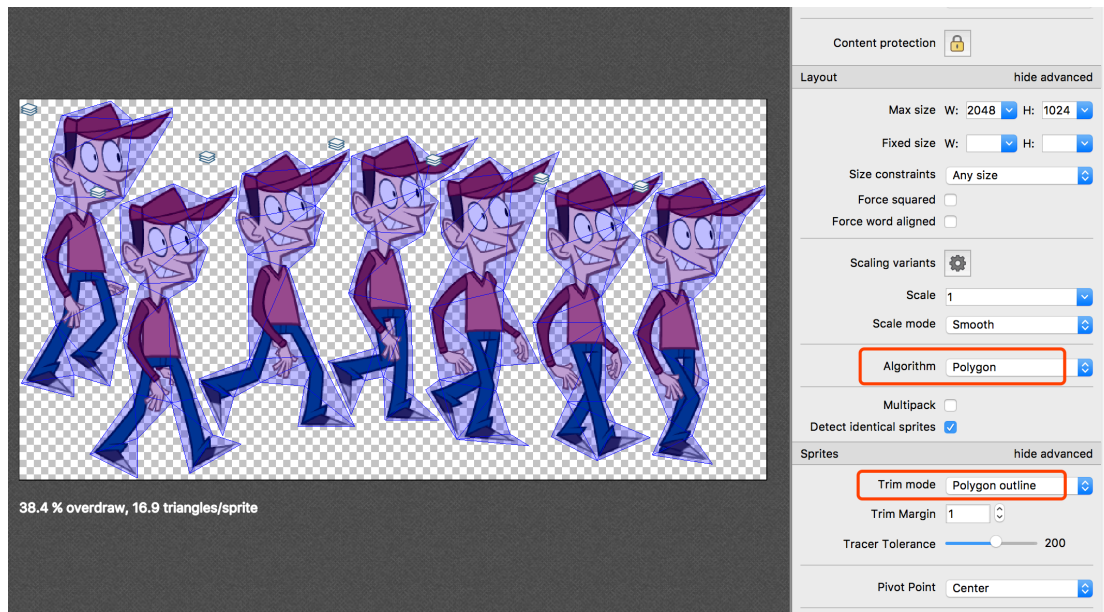 Content protection
Layout hide advanced
Max size W: 2048 H: 1024
Fixed size W: H:
Size constraints Any size
Force squared
Force word aligned
Scaling variants
Scale 1
Scale mode Smooth
Algorithm Polygon
Multipack
Detect identical sprites
Sprites hide advanced
Trim mode Polygon outline
Trim Margin 1
Tracer Tolerance 200
Pivot Point Center
38.4 % overdraw, 16.9 triangles/sprite